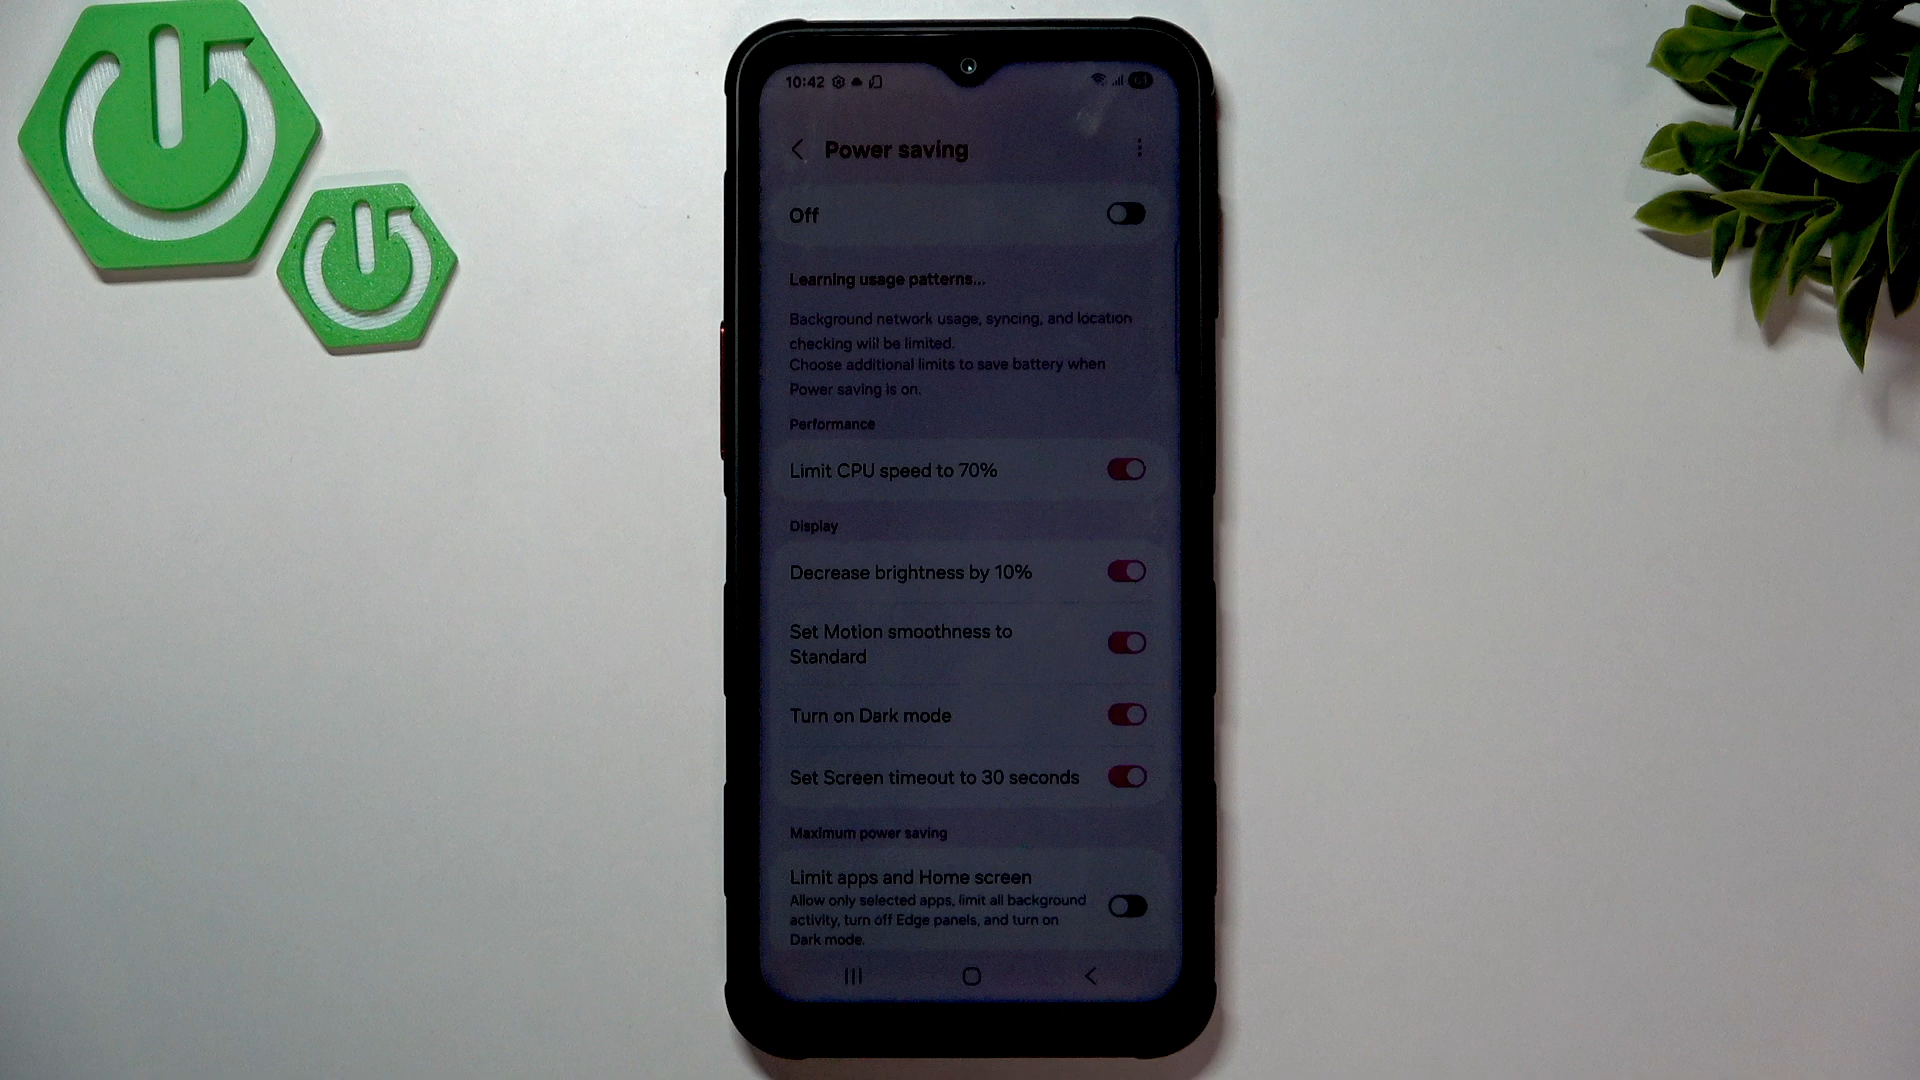 10:42
Power saving
Off
Learning usage patterns...
Background network usage, syncing, and location
checking will be limited.
Choose additional limits to save battery when
Power saving is on.
Performance
Limit CPU speed to 70%
Display
Decrease brightness by 10%
Set Motion smoothness to
Standard
Turn on Dark mode
Set Screen timeout to 30 seconds
Maximum power saving
Limit apps and Home screen
Allow only selected apps, limit all background
activity, turn off Edge panels, and turn on
Dark mode.